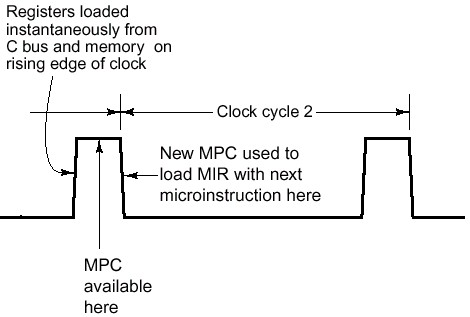 Registers loaded
instantaneously from
C bus and memory on
rising edge of clock
Clock cycle 2
New MPC used to
load MIR with next
microinstruction here
MPC
available
here